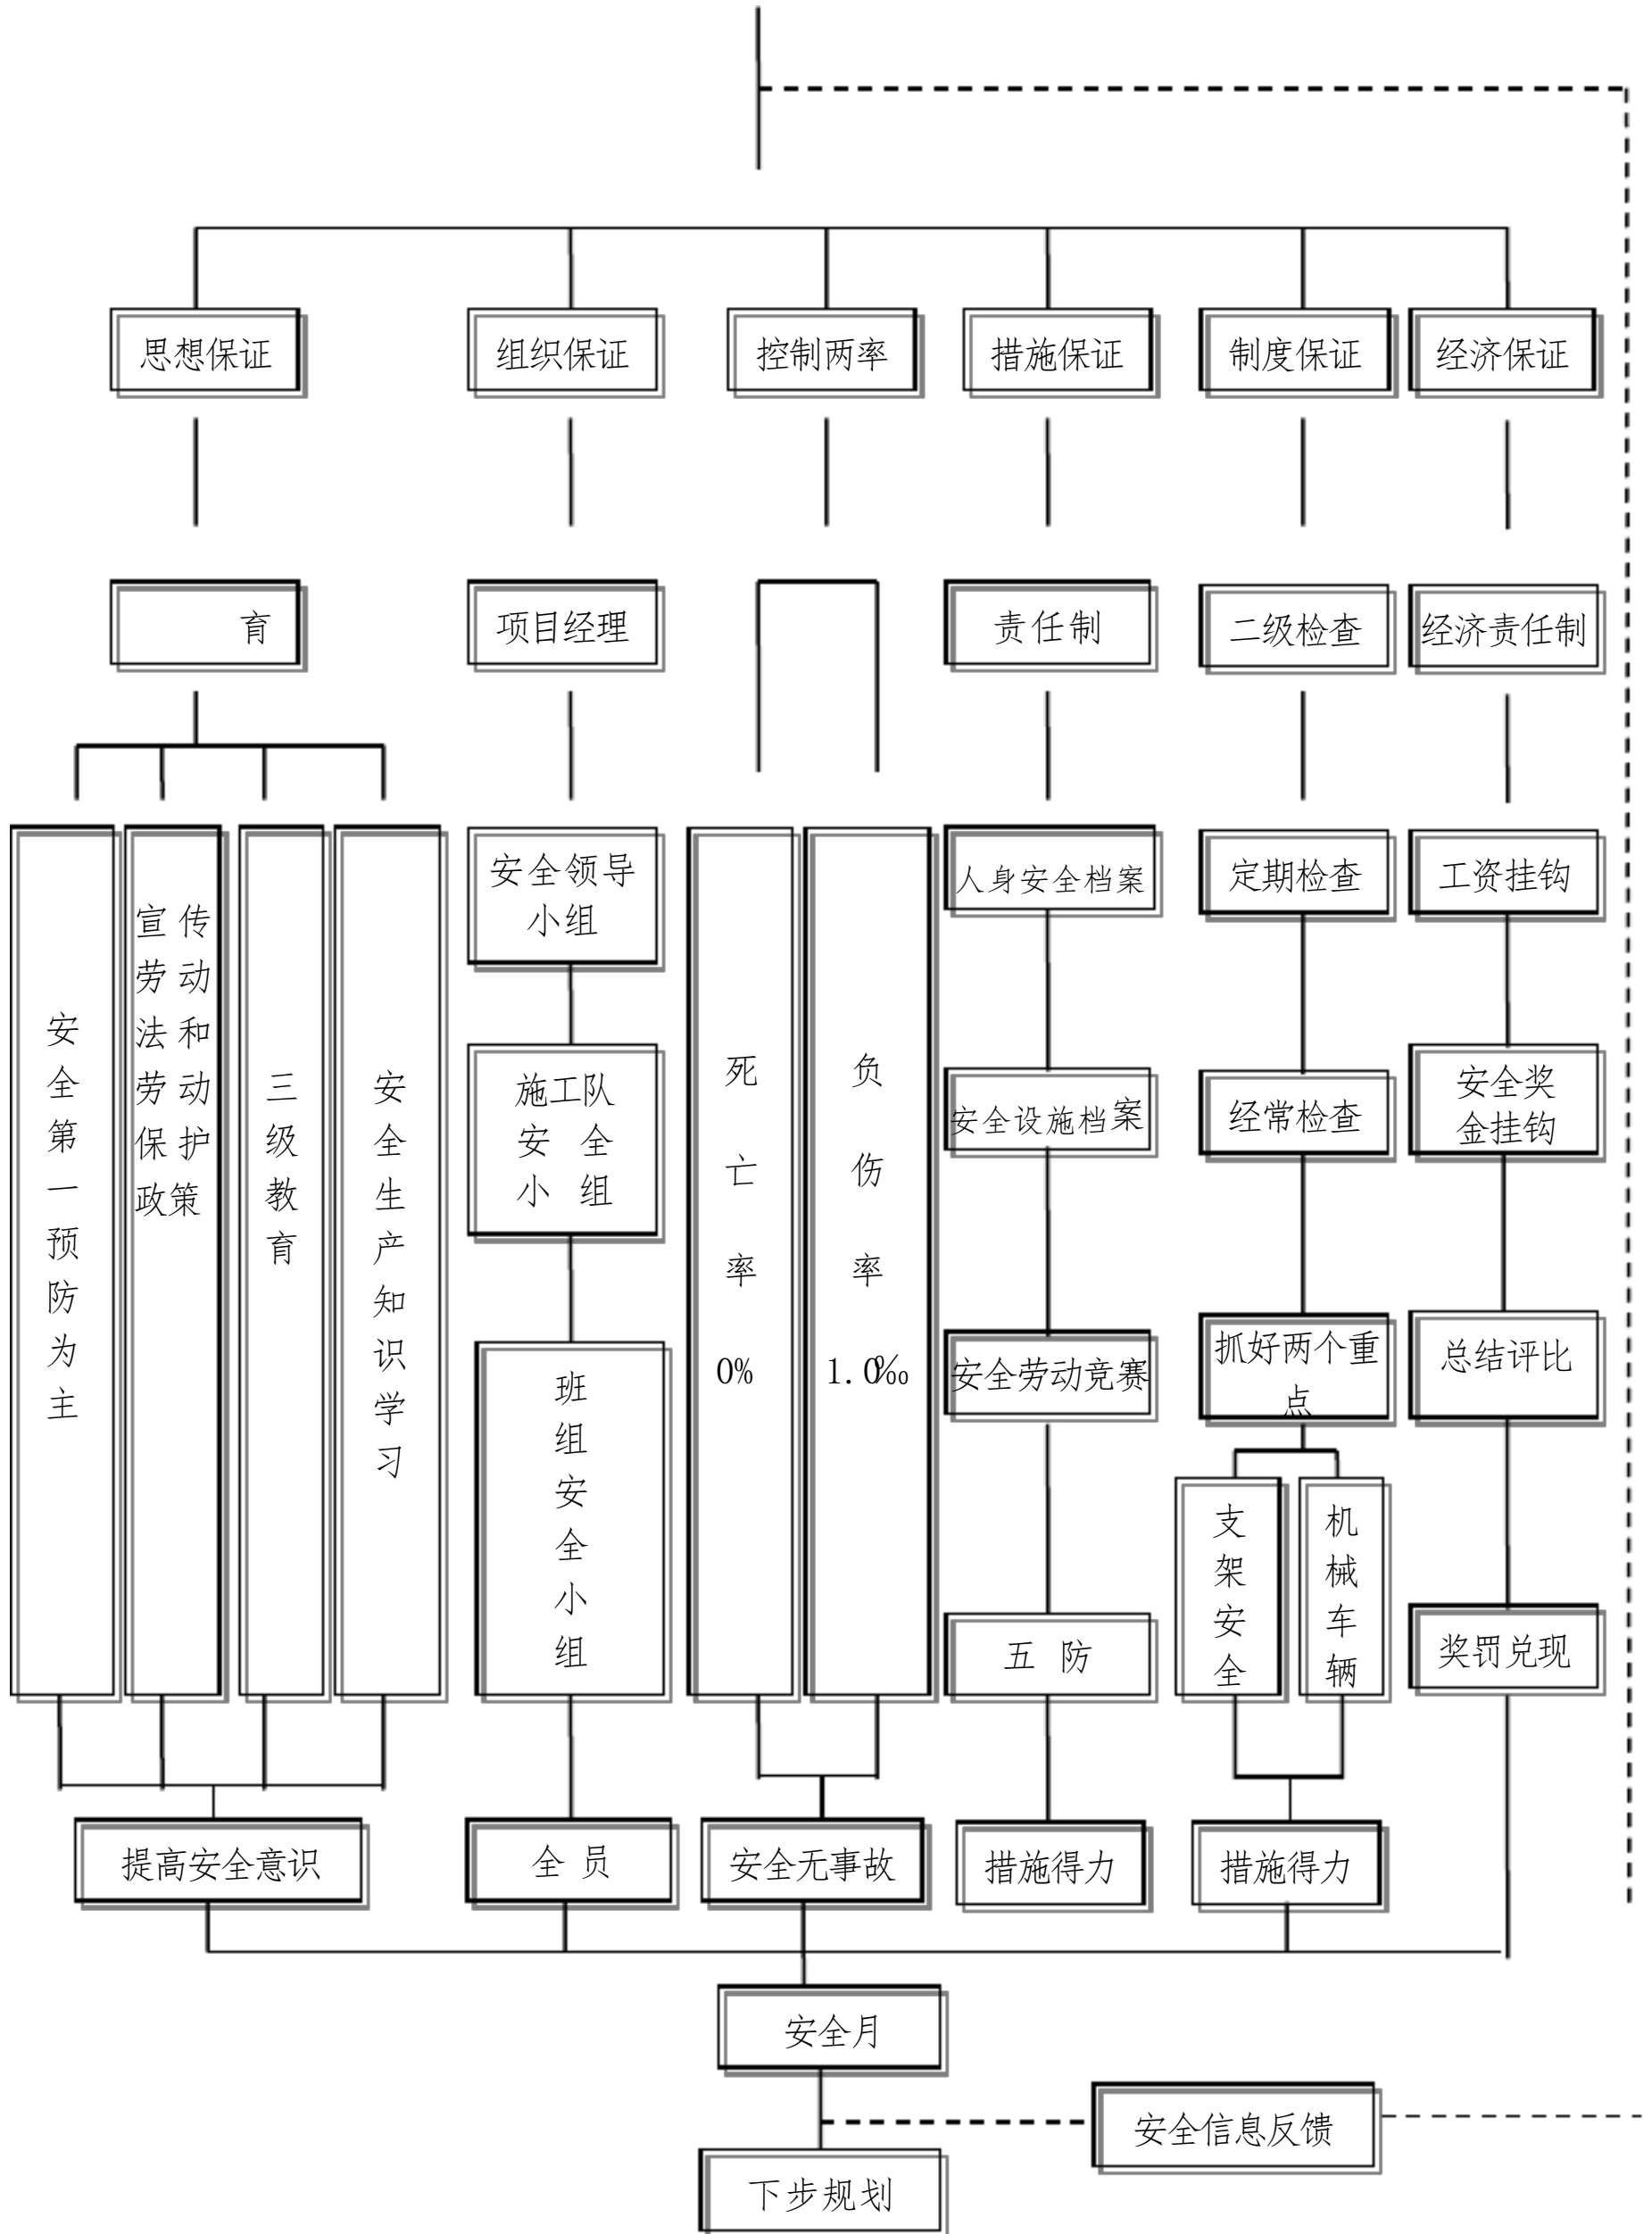 思想保证
组织保证
控制两率
措施保证
制度保证
经济保证
育
项目经理
责任制
二级检查
经济责任制
安全第一预防为主
宣传
劳动
法和
劳动
保护
政策
三级教育
安全生产知识学习
安全领导
小组
施工队
安 全
小 组
班组安全小组
死亡率0%
负伤率1.0‰
人身安全档案
安全设施档案
安全劳动竞赛
五 防
定期检查
经常检查
抓好两个重
点
支架安全
机械车辆
工资挂钩
安全奖
金挂钩
总结评比
奖罚兑现
提高安全意识
全 员
安全无事故
措施得力
措施得力
安全月
安全信息反馈
下步规划